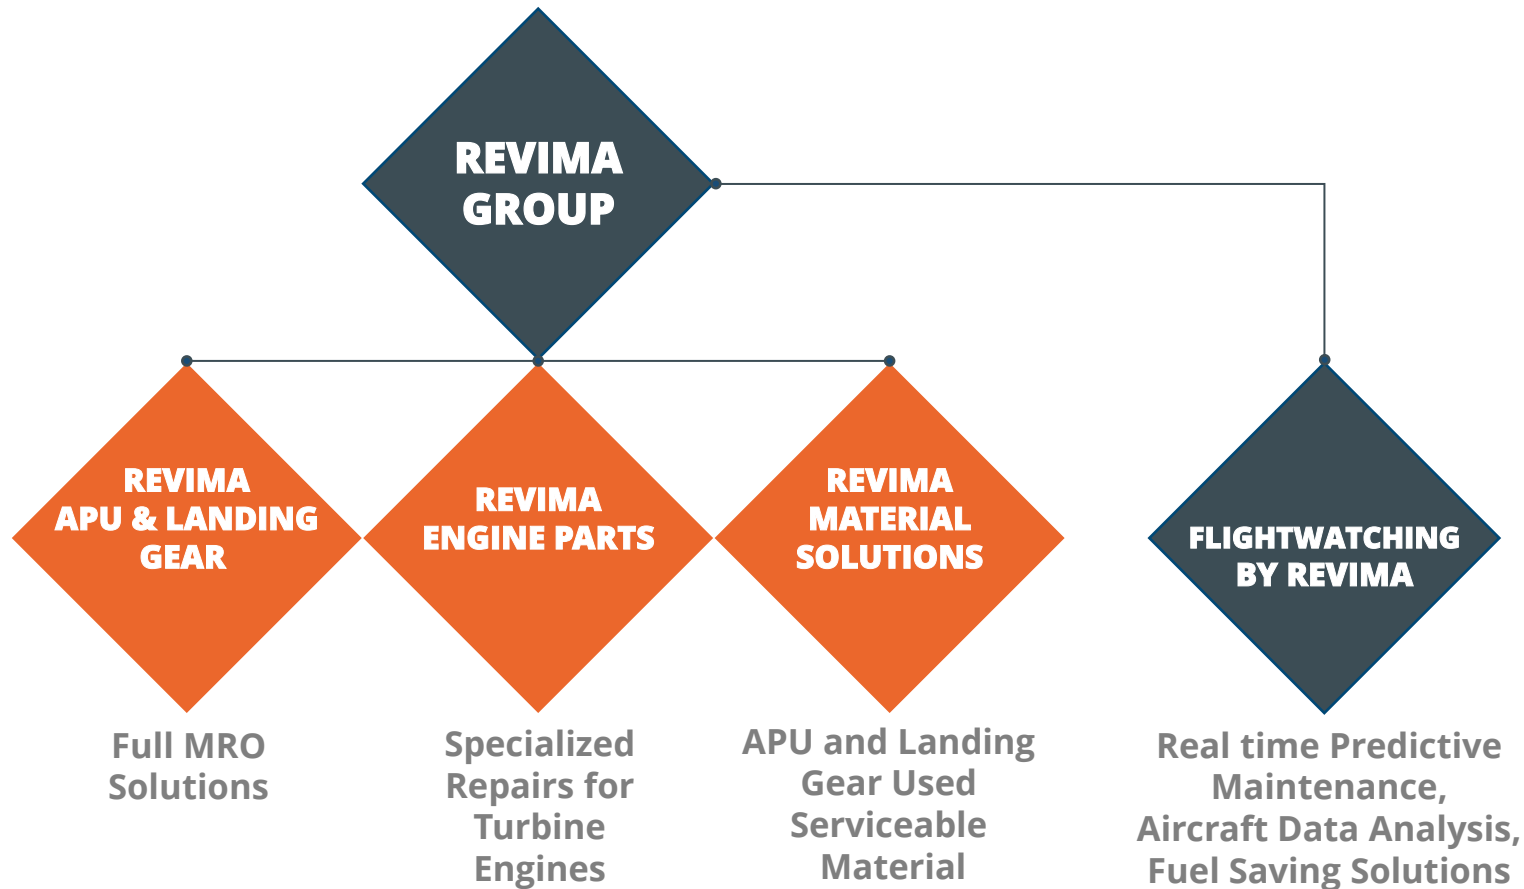 REVIMA
GROUP
REVIMA
APU & LANDING
GEAR
REVIMA
ENGINE PARTS
REVIMA
MATERIAL
SOLUTIONS
FLIGHTWATCHING
BY REVIMA
Full MRO
Solutions
Specialized
Repairs for
Turbine
Engines
APU and Landing
Gear Used
Serviceable
Material
Real time Predictive
Maintenance,
Aircraft Data Analysis,
Fuel Saving Solutions